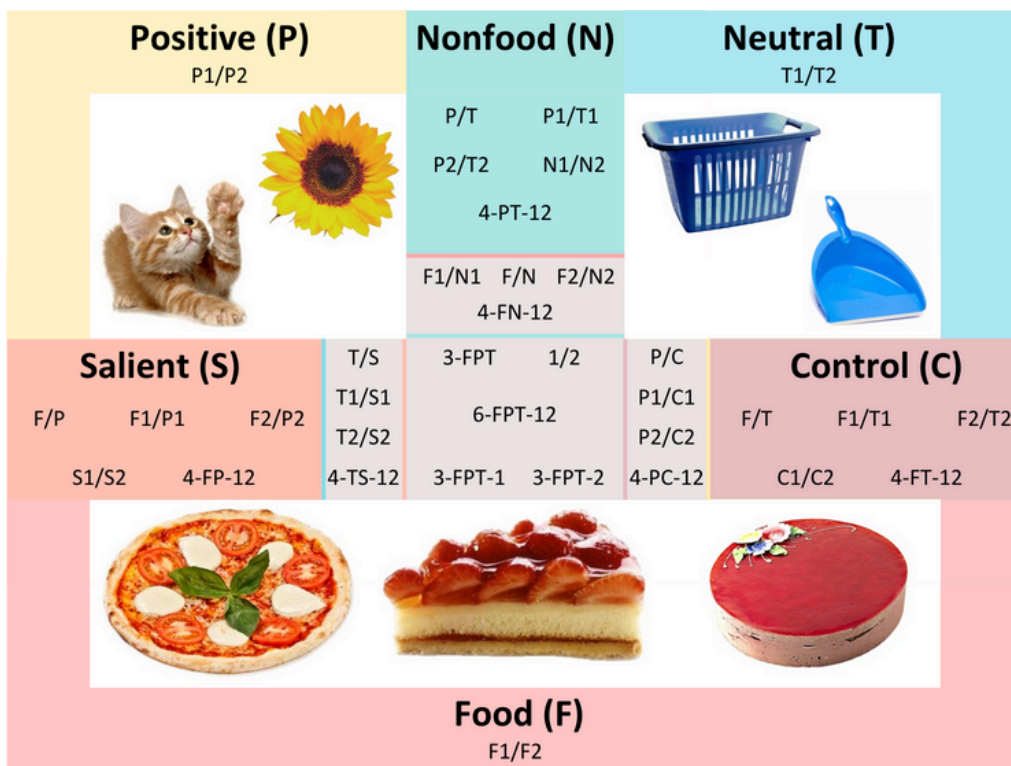 Positive (P)
P1/P2
Nonfood (N)
P/T P1/T1
P2/T2 N1/N2
4-PT-12
Neutral (T)
T1/T2
F1/N1 F/N F2/N2
4-FN-12
Salient (S)
F/P F1/P1 F2/P2
S1/S2 4-FP-12
T/S
T1/S1
T2/S2
4-TS-12
3-FPT 1/2
6-FPT-12
3-FPT-1 3-FPT-2
P/C
P1/C1
P2/C2
4-PC-12
Control (C)
F/T F1/T1 F2/T2
C1/C2 4-FT-12
Food (F)
F1/F2